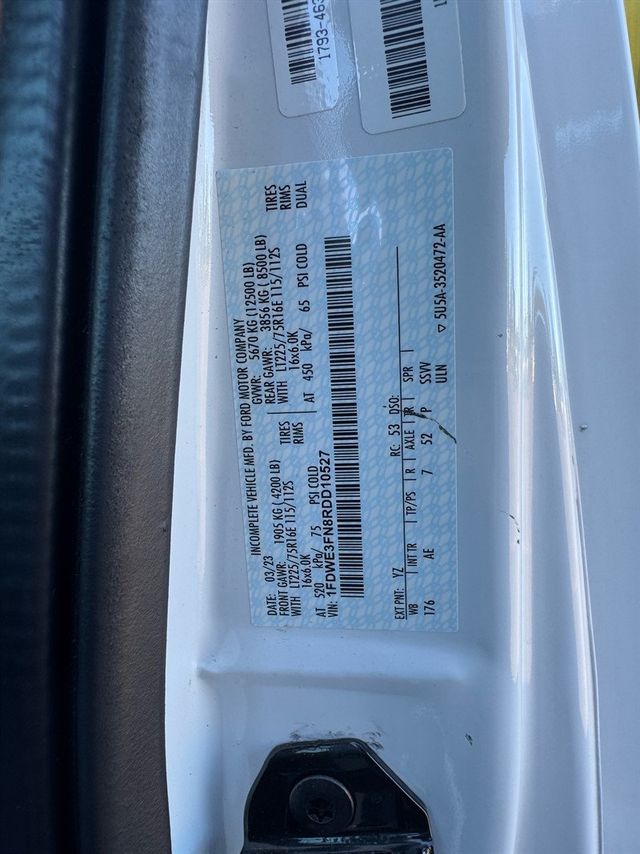 1793-463
INCOMPLETE VEHICLE MFD. BY FORD MOTOR COMPANY
DATE: 03/23 GVWR: 5670 KG (12500 LB)
FRONT GAWR: 1905 KG (4200 LB) REAR GAWR: 3856 KG (8500 LB)
WITH LT225/75R16E 115/112S TIRES WITH LT225/75R16E 115/112S TIRES
16x6.0K RIMS 16x6.0K RIMS
AT 520 kPa/ 75 PSI COLD AT 450 kPa/ 65 PSI COLD DUAL
VIN: 1FDWE3FN8RDD10527
EXT PNT: YZ RC: 53 DSO:
WB INT TR TP/PS R AXLE TR SPR
176 AE 7 52 P SSVV
ULN
▽ 5U5A-3520472-AA